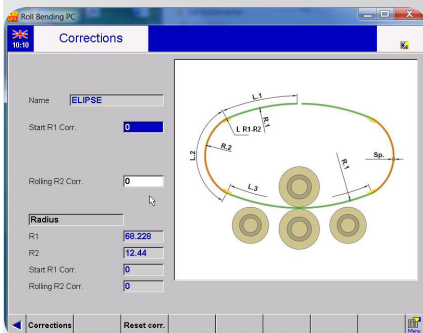 Roll Bending PC
10:10
Corrections
Name ELIPSE
Start R1 Corr. 0
Rolling R2 Corr. 0
Radius
R1 68.228
R2 12.44
Start R1 Corr. 0
Rolling R2 Corr. 0
L.1
L R1-R2
R.1
R.2
L.2
L.3
R.1
Sp.
Corrections
Reset corr.
Menu